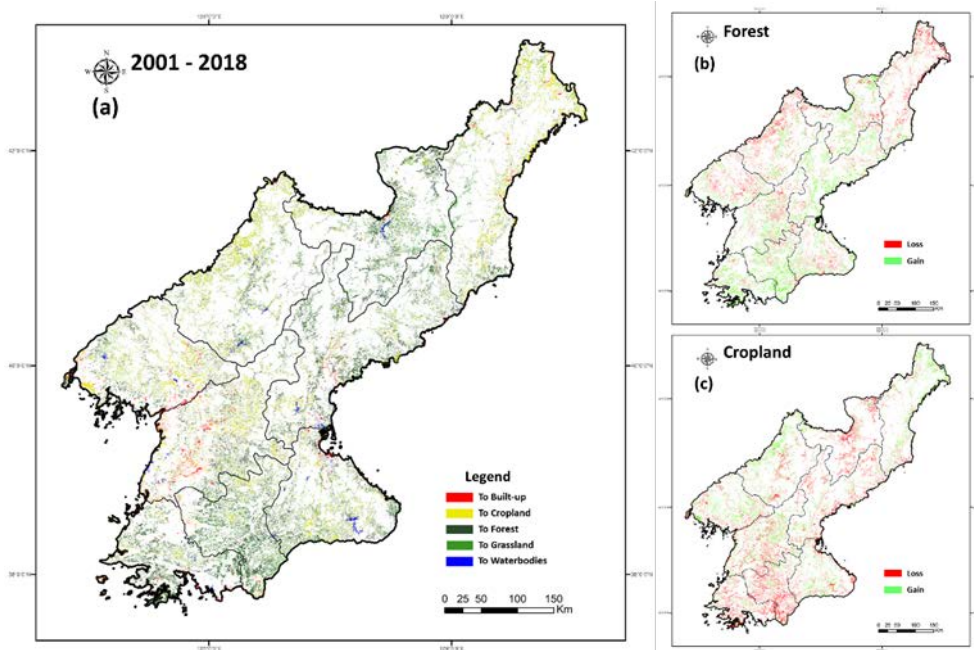 2001 - 2018
(a)
N
W
E
S
Legend
To Built-up
To Cropland
To Forest
To Grassland
To Waterbodies
0 25 50 100 150
Km
Forest
(b)
Loss
Gain
Cropland
(c)
Loss
Gain